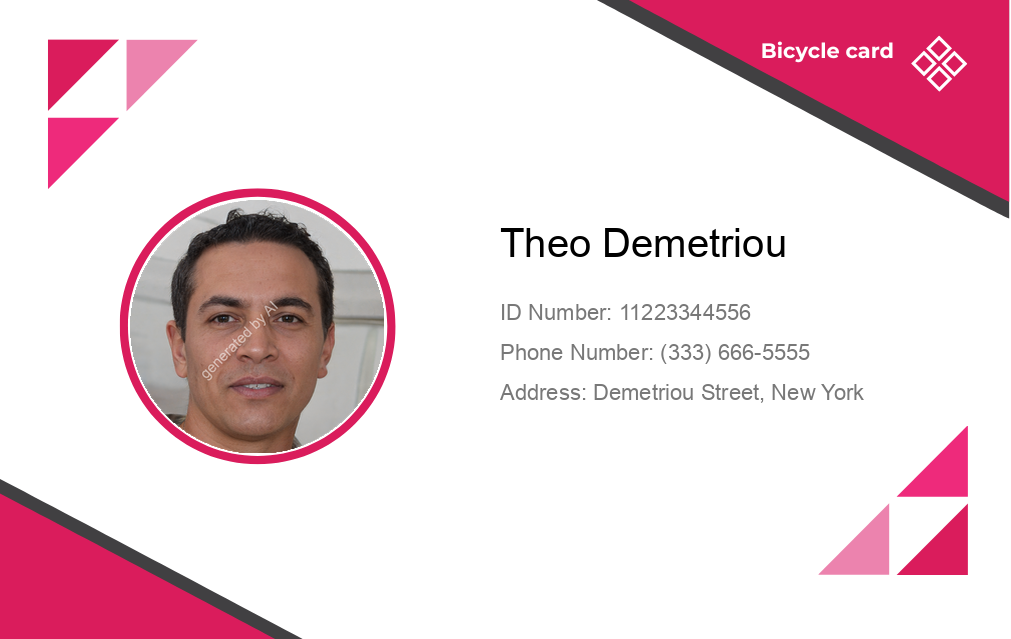 Bicycle card
generated by AI
Theo Demetriou
ID Number: 11223344556
Phone Number: (333) 666-5555
Address: Demetriou Street, New York